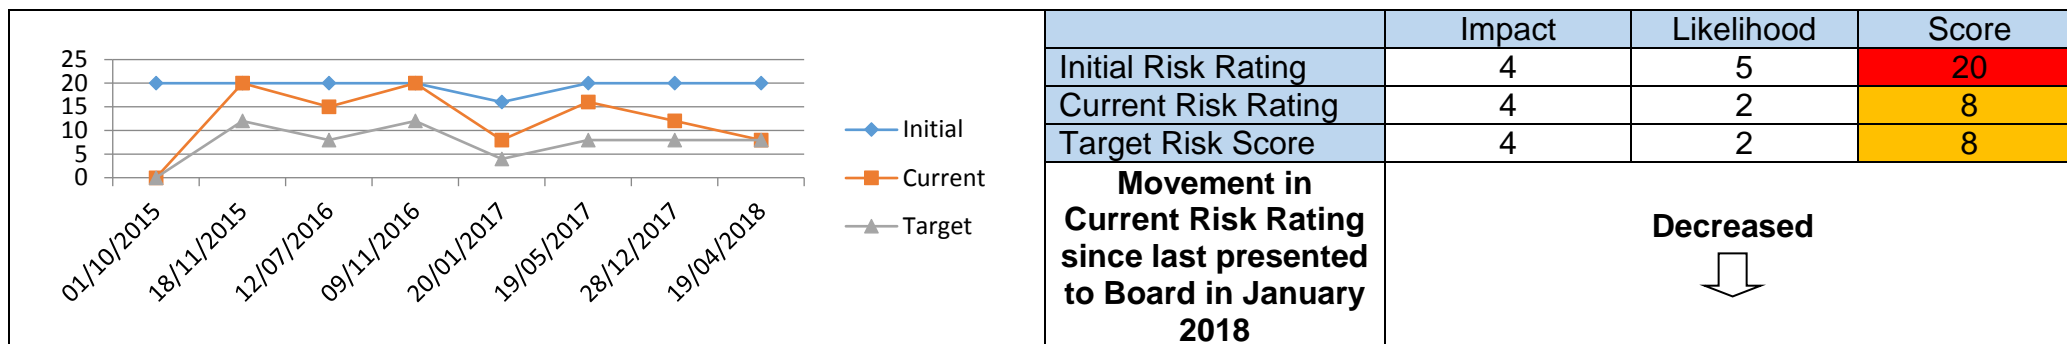 25
20
15
10
5
0
01/10/2015
18/11/2015
12/07/2016
09/11/2016
20/01/2017
19/05/2017
28/12/2017
19/04/2018
Initial
Current
Target
Impact Likelihood Score
Initial Risk Rating 4 5 20
Current Risk Rating 4 2 8
Target Risk Score 4 2 8
Movement in
Current Risk Rating
since last presented
to Board in January
2018
Decreased